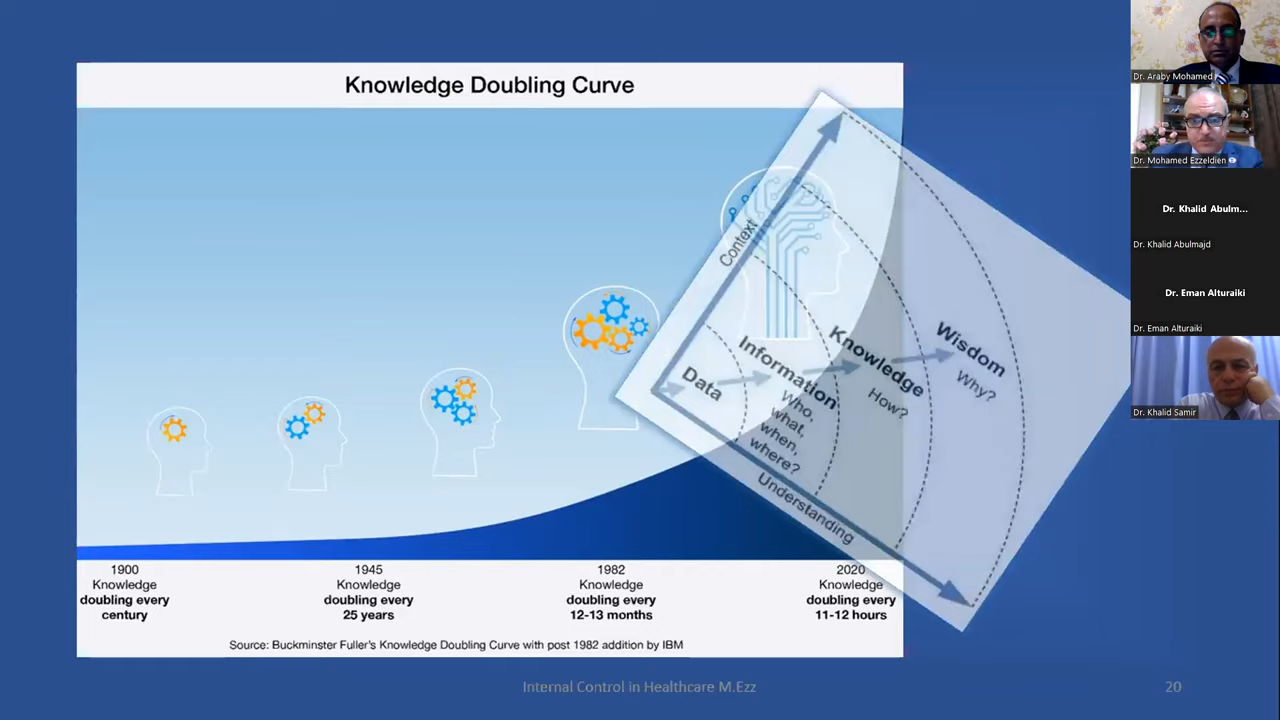 Knowledge Doubling Curve
Context
Data
Information
Who,
what,
when,
where?
Knowledge
How?
Wisdom
Why?
Understanding
1900
Knowledge
doubling every
century
1945
Knowledge
doubling every
25 years
1982
Knowledge
doubling every
12-13 months
2020
Knowledge
doubling every
11-12 hours
Source: Buckminster Fuller's Knowledge Doubling Curve with post 1982 addition by IBM
Internal Control in Healthcare M.Ezz
20
Dr. Araby Mohamed
Dr. Mohamed Ezzeldien
Dr. Khalid Abulm...
Dr. Khalid Abulmajd
Dr. Eman Alturaiki
Dr. Eman Alturaiki
Dr. Khalid Samir